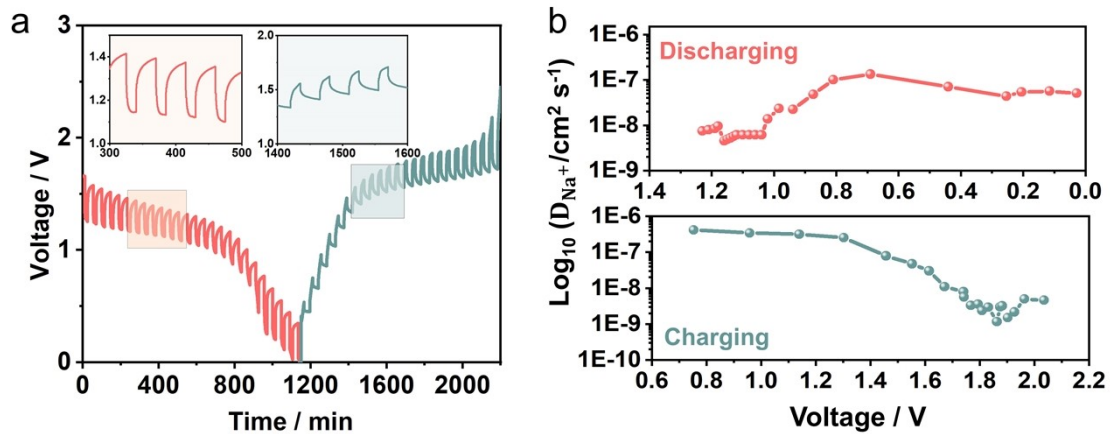 a
3
2
1
0
Voltage / V
0 400 800 1200 1600 2000
Time / min
1.4
1.2
1.0
300 400 500
2.0
1.5
1.0
1400 1500 1600
b
Log10 (DNa+/cm2 s-1)
1E-6
1E-7
1E-8
1E-9
Discharging
1.4 1.2 1.0 0.8 0.6 0.4 0.2 0.0
1E-6
1E-7
1E-8
1E-9
1E-10
Charging
0.6 0.8 1.0 1.2 1.4 1.6 1.8 2.0 2.2
Voltage / V